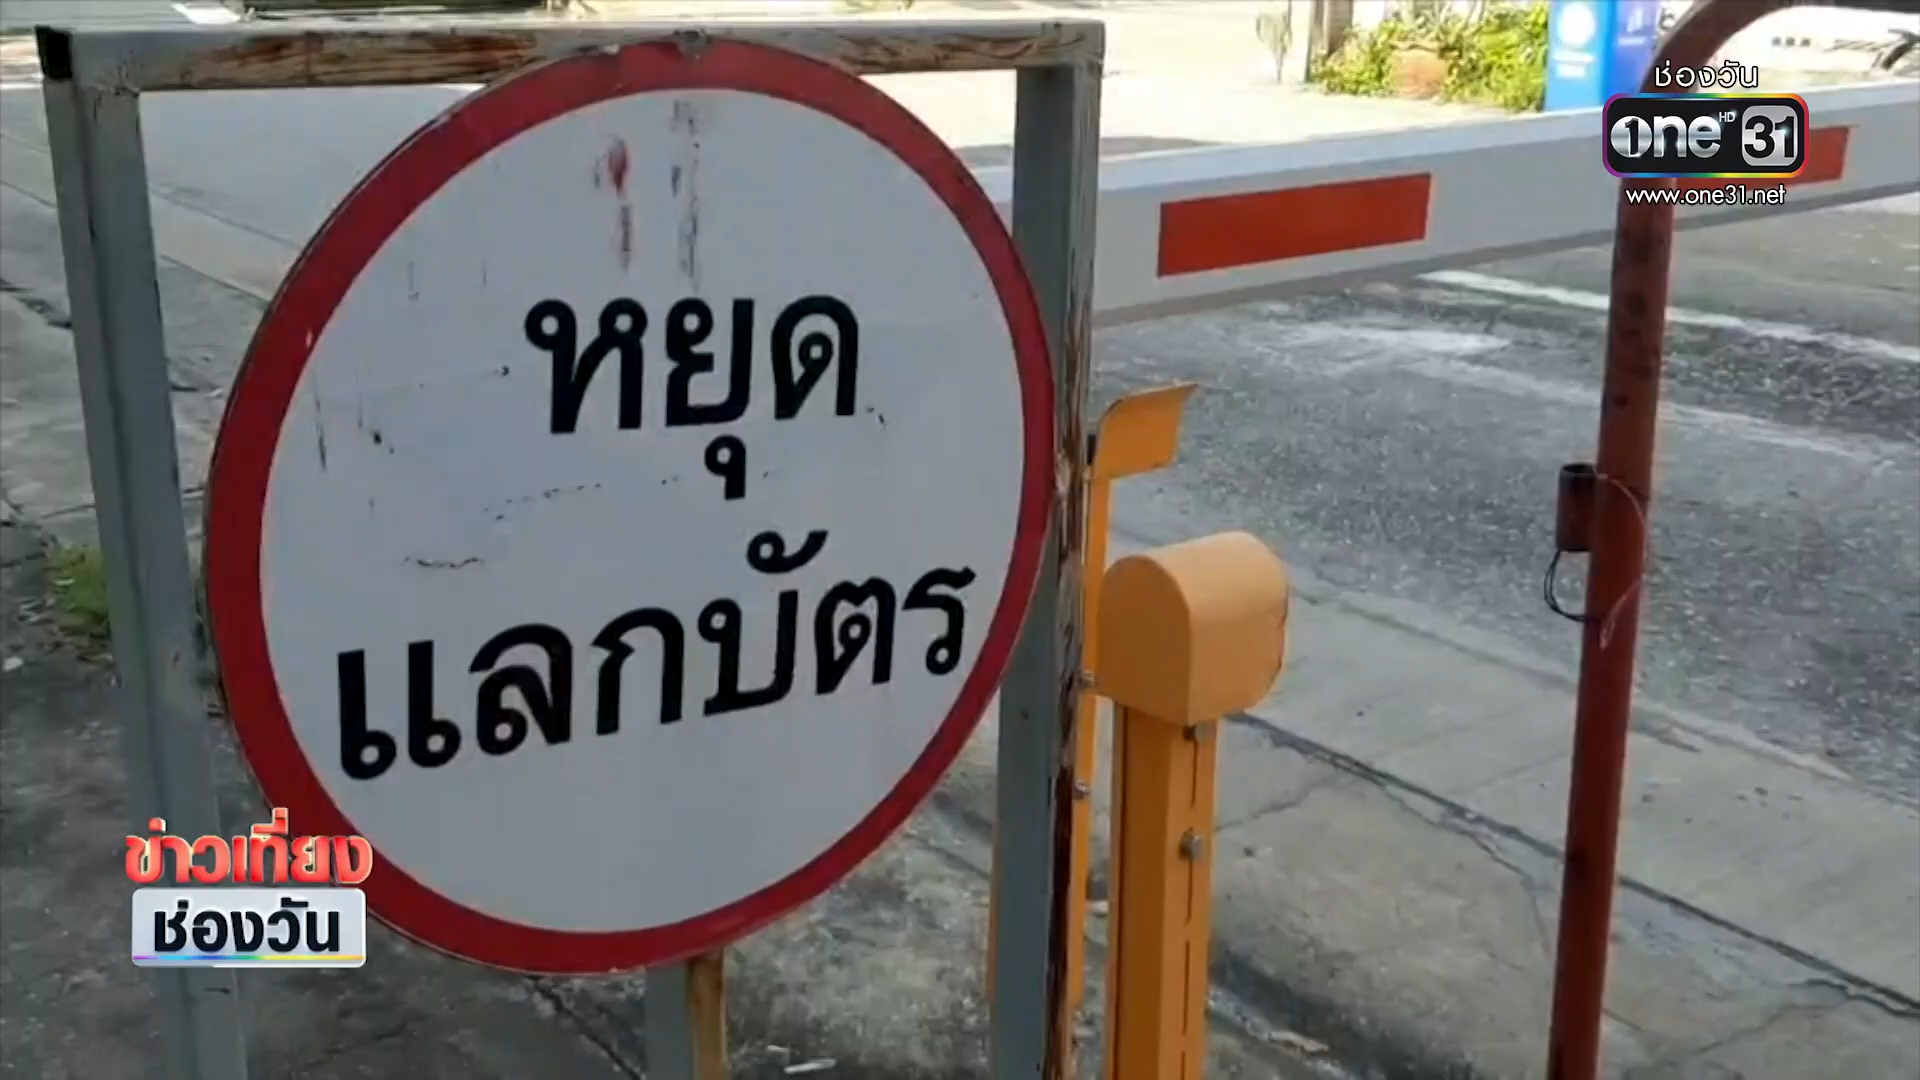 ช่องวัน
one HD 31
www.one31.net
หยุด
แลกบัตร
ข่าวเที่ยง
ช่องวัน